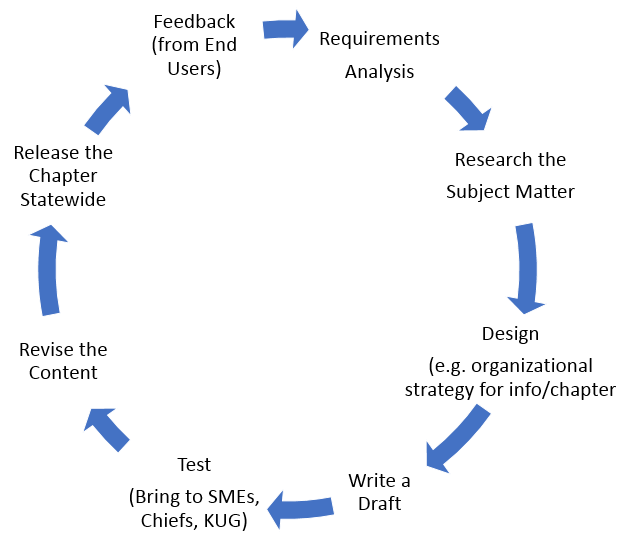 Feedback
(from End
Users)
Requirements
Analysis
Research the
Subject Matter
Design
(e.g. organizational
strategy for info/chapter
Write a
Draft
Test
(Bring to SMEs,
Chiefs, KUG)
Revise the
Content
Release the
Chapter
Statewide